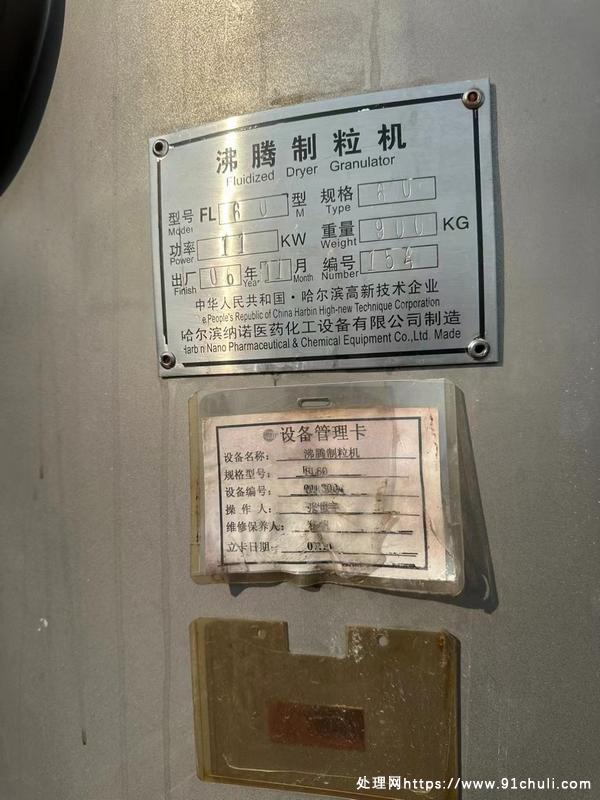 沸腾制粒机
Fluidized Dryer Granulator
型号 FL 60 型 规格
Model M Type
功率 11 KW 重量 900 KG
Power Weight
出厂 06 年 11 月 编号 154
Finish Year Month Number
中华人民共和国·哈尔滨高新技术企业
e People's Republic of China Harbin High-new Technique Corporation
哈尔滨纳诺医药化工设备有限公司制造
Harbin Nano Pharmaceutical & Chemical Equipment Co.,Ltd. Made
设备管理卡
设备名称: 沸腾制粒机
规格型号:
设备编号:
操作人:
维修保养人:
立卡日期:
处理网https://www.91chuli.com